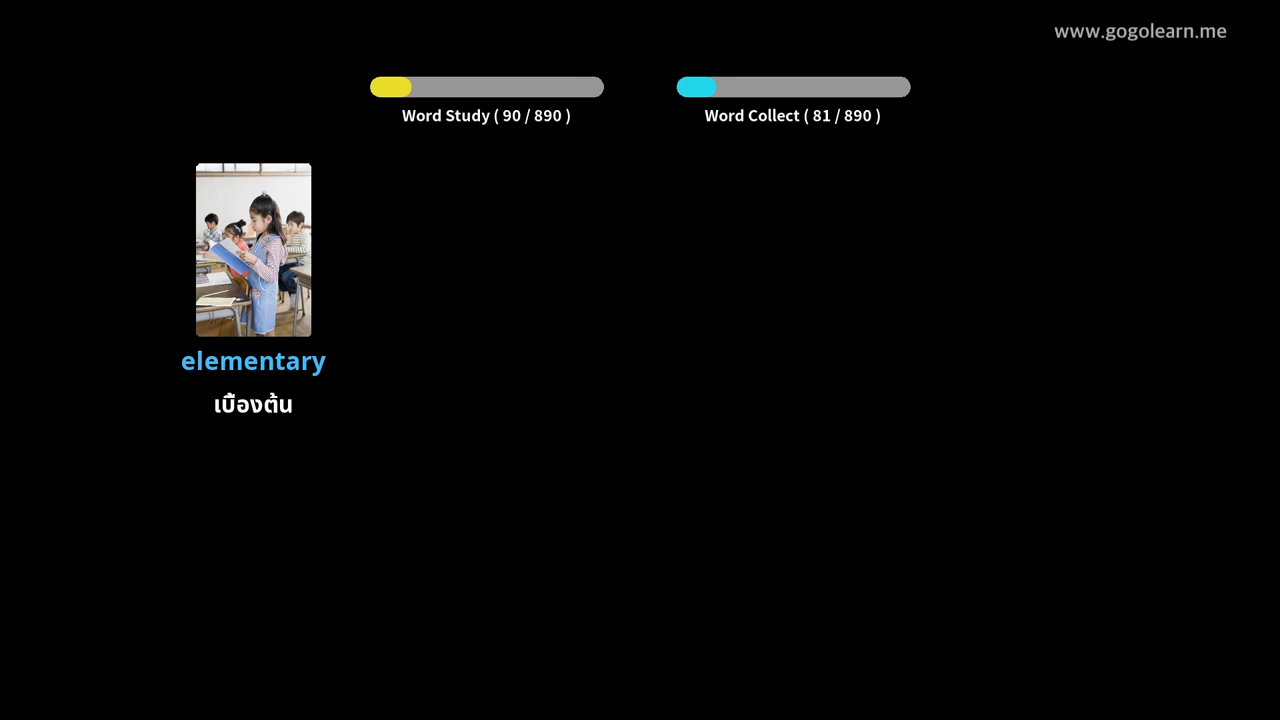 www.gogolearn.me
Word Study ( 90 / 890 )
Word Collect ( 81 / 890 )
elementary
เบื้องต้น